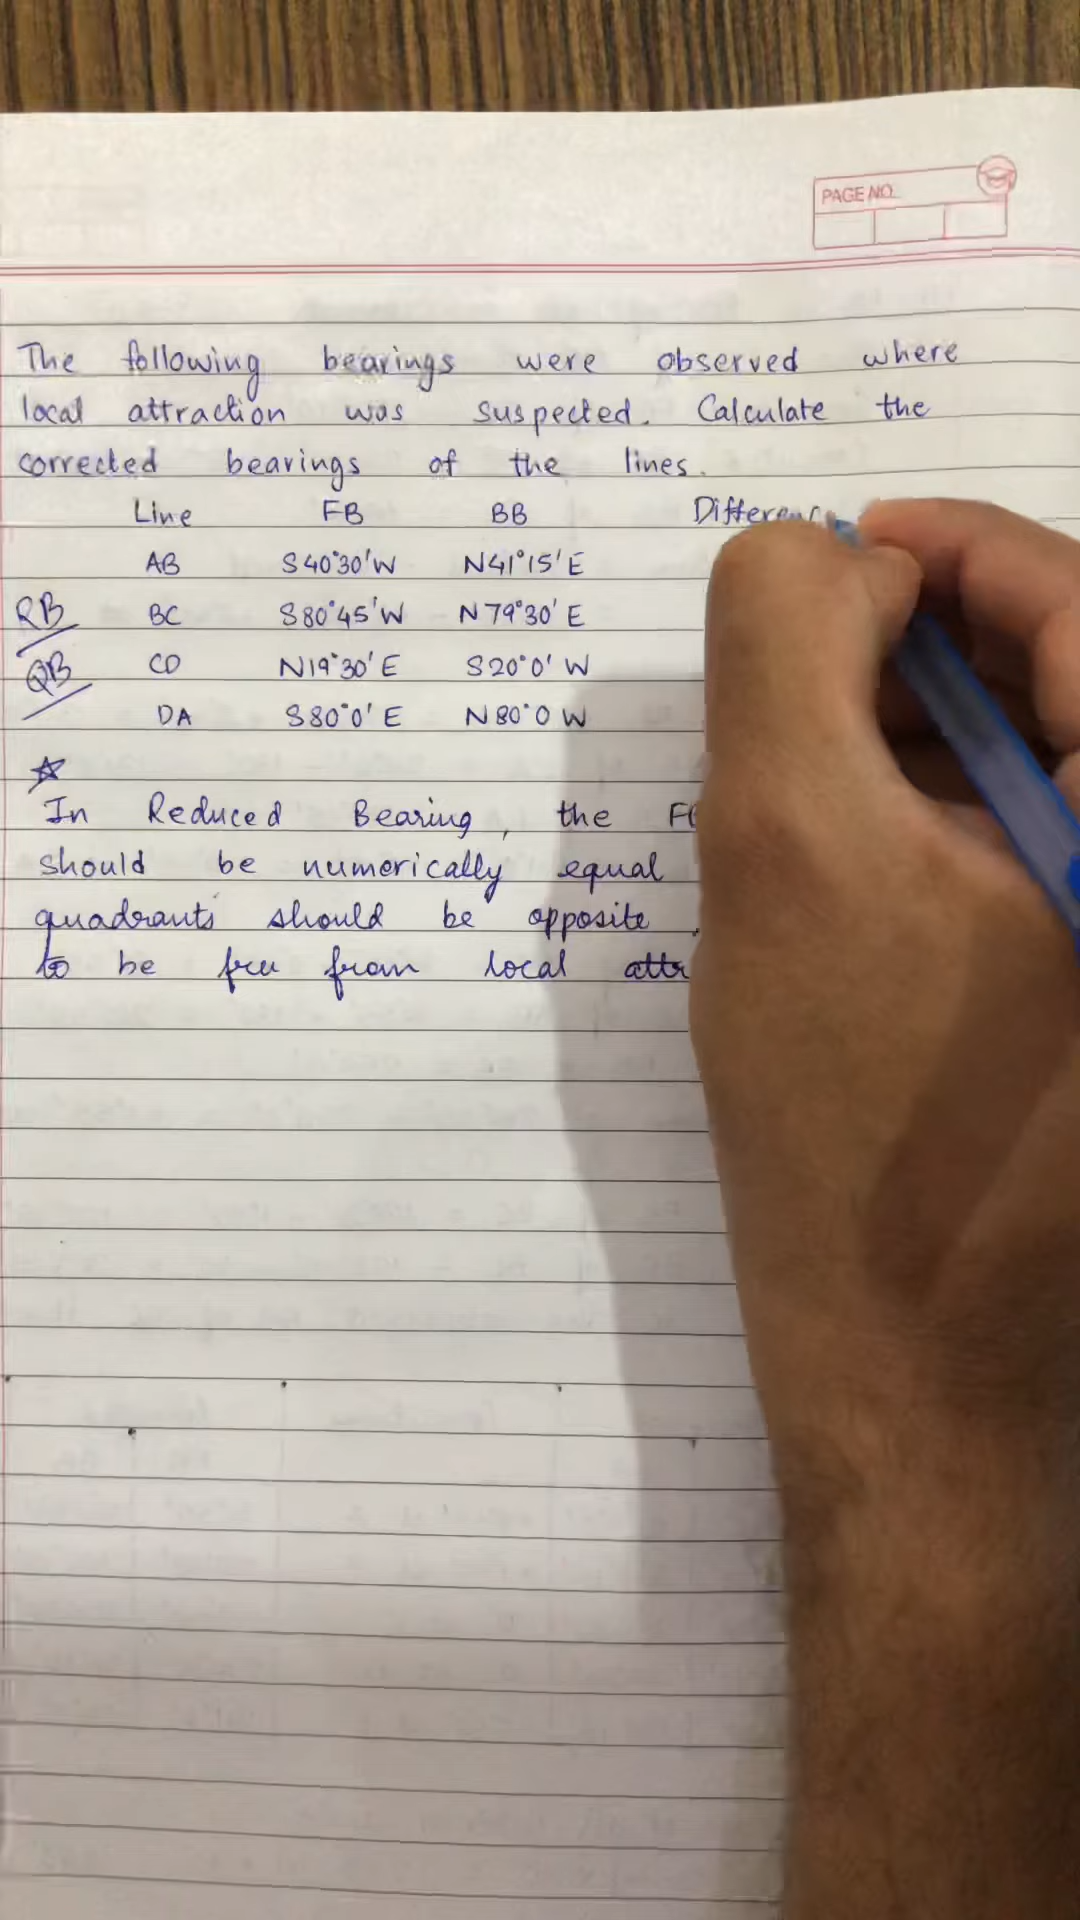 PAGE NO.
The following bearings were observed where
local attraction was suspected. Calculate the
corrected bearings of the lines.
Line FB BB
AB S40°30'W N41°15'E
RB BC S80°45'W N79°30'E
QB CD N19°30'E S20°0'W
DA S80°0'E N80°0W
In Reduced Bearing, the
should be numerically equal
quadrants should be opposite
to be free from local